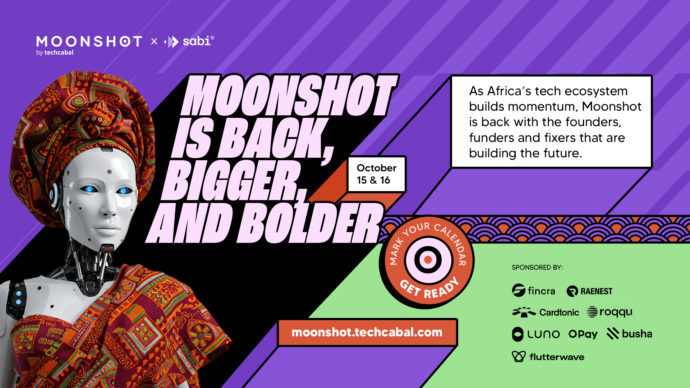 MOONSHOT x sabi®
by techcabal
MOONSHOT
IS BACK,
BIGGER,
AND BOLDER
October
15 & 16
As Africa's tech ecosystem
builds momentum, Moonshot
is back with the founders,
funders and fixers that are
building the future.
MARK YOUR CALENDAR
GET READY
moonshot.techcabal.com
SPONSORED BY:
fincra RAENEST
Cardtonic roqqu
LUNO OPay busha
flutterwave